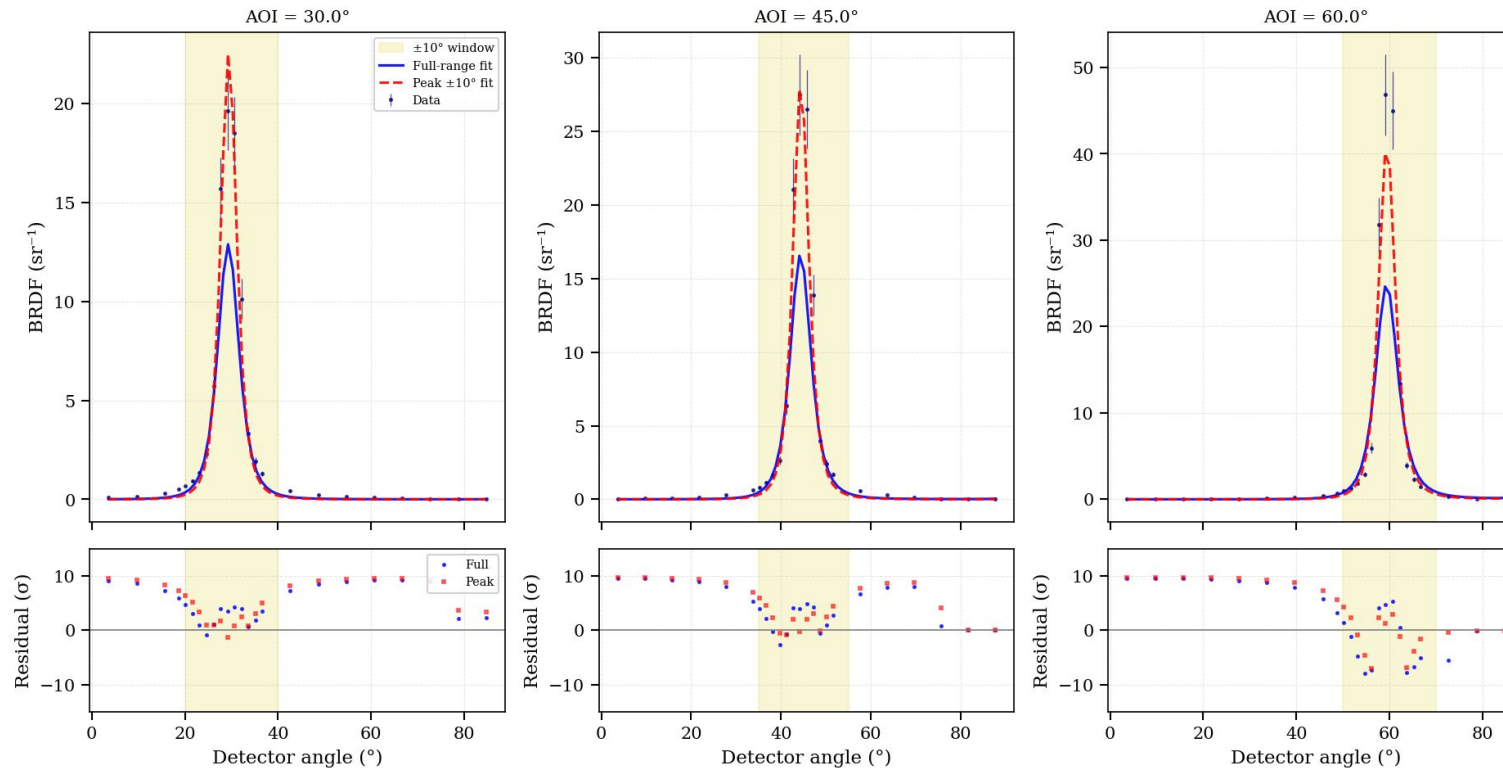 AOI = 30.0°
AOI = 45.0°
AOI = 60.0°
±10° window
Full-range fit
Peak ±10° fit
Data
BRDF (sr⁻¹)
20
15
10
5
0
BRDF (sr⁻¹)
30
25
20
15
10
5
0
BRDF (sr⁻¹)
50
40
30
20
10
0
Full
Peak
Residual (σ)
10
0
−10
Residual (σ)
10
0
−10
Residual (σ)
10
0
−10
0 20 40 60 80
0 20 40 60 80
0 20 40 60 80
Detector angle (°)
Detector angle (°)
Detector angle (°)